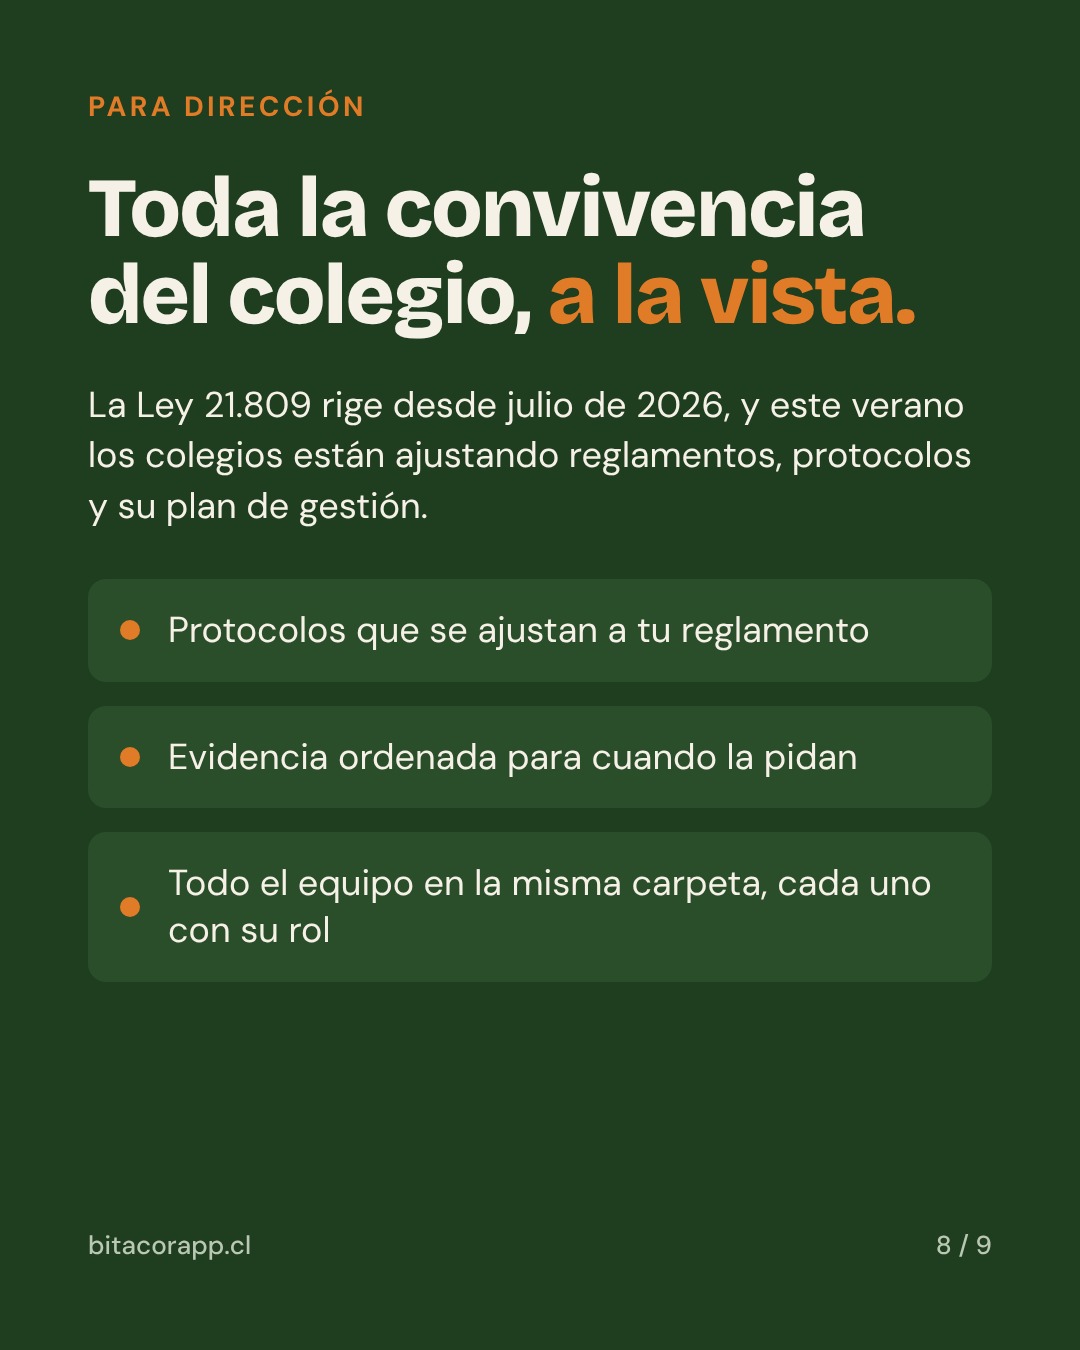 PARA DIRECCIÓN
Toda la convivencia
del colegio, a la vista.
La Ley 21.809 rige desde julio de 2026, y este verano
los colegios están ajustando reglamentos, protocolos
y su plan de gestión.
Protocolos que se ajustan a tu reglamento
Evidencia ordenada para cuando la pidan
Todo el equipo en la misma carpeta, cada uno
con su rol
bitacorapp.cl
8 / 9